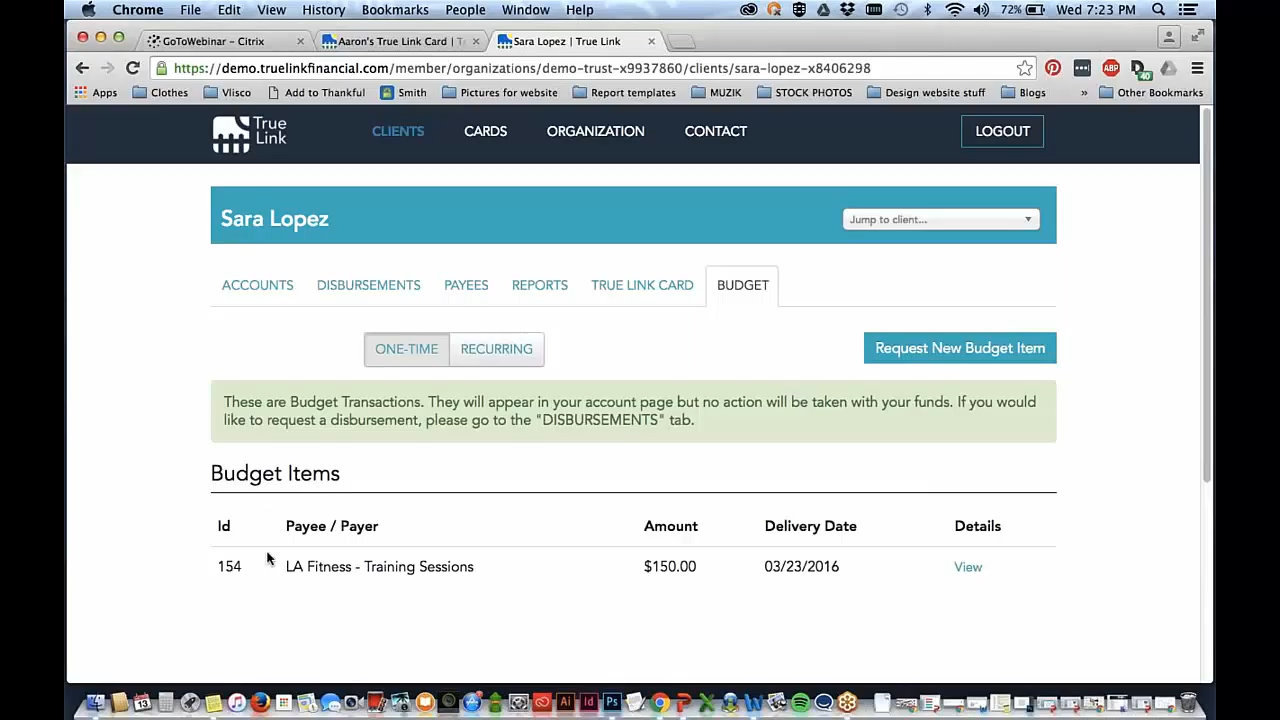 Chrome File Edit View History Bookmarks People Window Help 72% Wed 7:23 PM
GoToWebinar - Citrix × Aaron's True Link Card | Tr × Sara Lopez | True Link ×
https://demo.truelinkfinancial.com/member/organizations/demo-trust-x9937860/clients/sara-lopez-x8406298 ABP 40
Apps Clothes Vlisco Add to Thankful Smith Pictures for website Report templates MUZIK STOCK PHOTOS Design website stuff Blogs » Other Bookmarks
True Link CLIENTS CARDS ORGANIZATION CONTACT LOGOUT
Sara Lopez Jump to client...
ACCOUNTS DISBURSEMENTS PAYEES REPORTS TRUE LINK CARD BUDGET
ONE-TIME RECURRING Request New Budget Item
These are Budget Transactions. They will appear in your account page but no action will be taken with your funds. If you would
like to request a disbursement, please go to the "DISBURSEMENTS" tab.
Budget Items
Id Payee / Payer Amount Delivery Date Details
154 LA Fitness - Training Sessions $150.00 03/23/2016 View